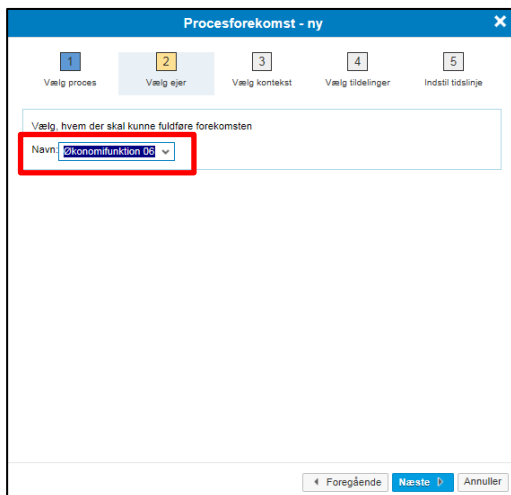 Procesforekomst - ny
1 2 3 4 5
Vælg proces Vælg ejer Vælg kontekst Vælg tildelinger Indstil tidslinje
Vælg, hvem der skal kunne fuldføre forekomsten
Navn: Økonomifunktion 06
Foregående Næste Annuller